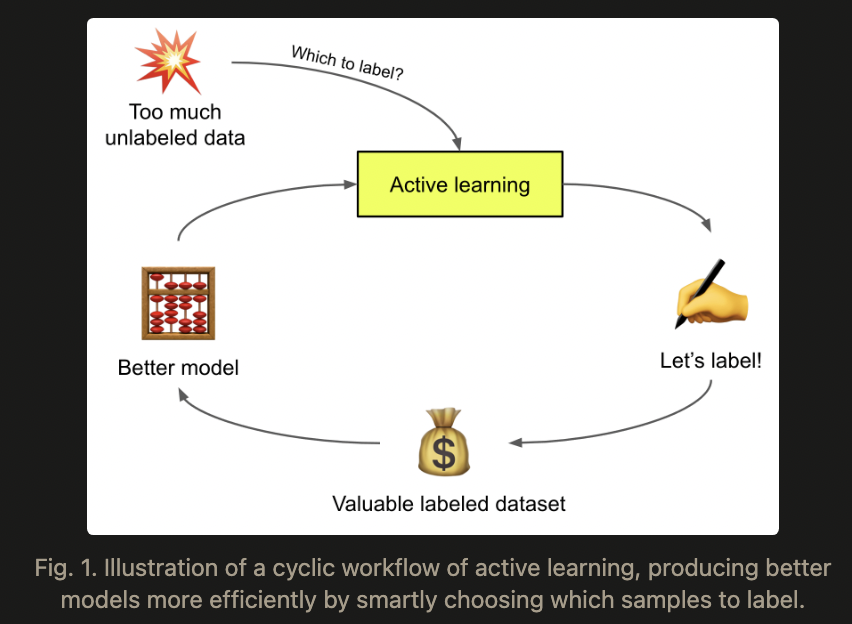 Which to label?
Too much
unlabeled data
Active learning
Better model
Let's label!
$
Valuable labeled dataset
Fig. 1. Illustration of a cyclic workflow of active learning, producing better
models more efficiently by smartly choosing which samples to label.